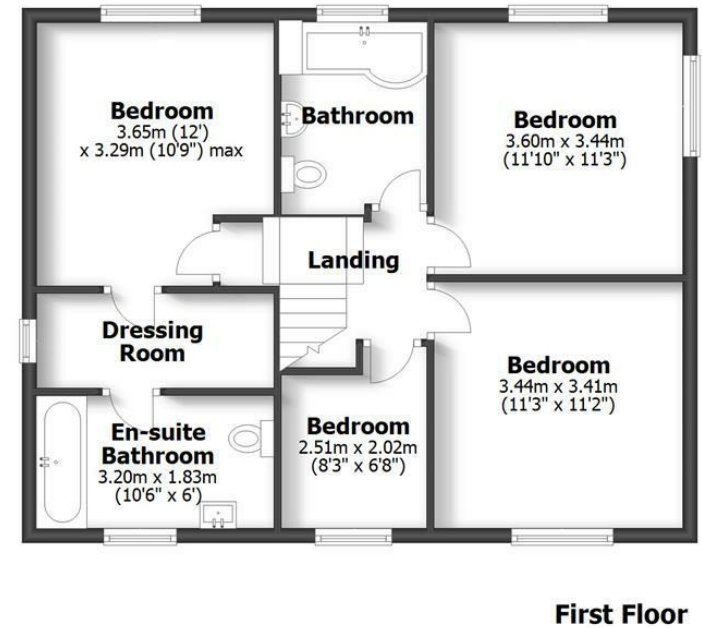 Bedroom
3.65m (12')
x 3.29m (10'9") max
Bathroom
Bedroom
3.60m x 3.44m
(11'10" x 11'3")
Landing
Dressing
Room
Bedroom
3.44m x 3.41m
(11'3" x 11'2")
En-suite
Bathroom
3.20m x 1.83m
(10'6" x 6')
Bedroom
2.51m x 2.02m
(8'3" x 6'8")
First Floor